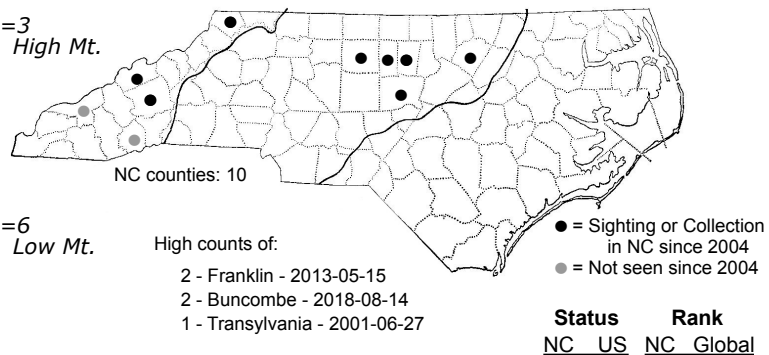 =3
High Mt.
NC counties: 10
=6
Low Mt.
High counts of:
2 - Franklin - 2013-05-15
2 - Buncombe - 2018-08-14
1 - Transylvania - 2001-06-27
● = Sighting or Collection
in NC since 2004
● = Not seen since 2004
Status Rank
NC US NC Global